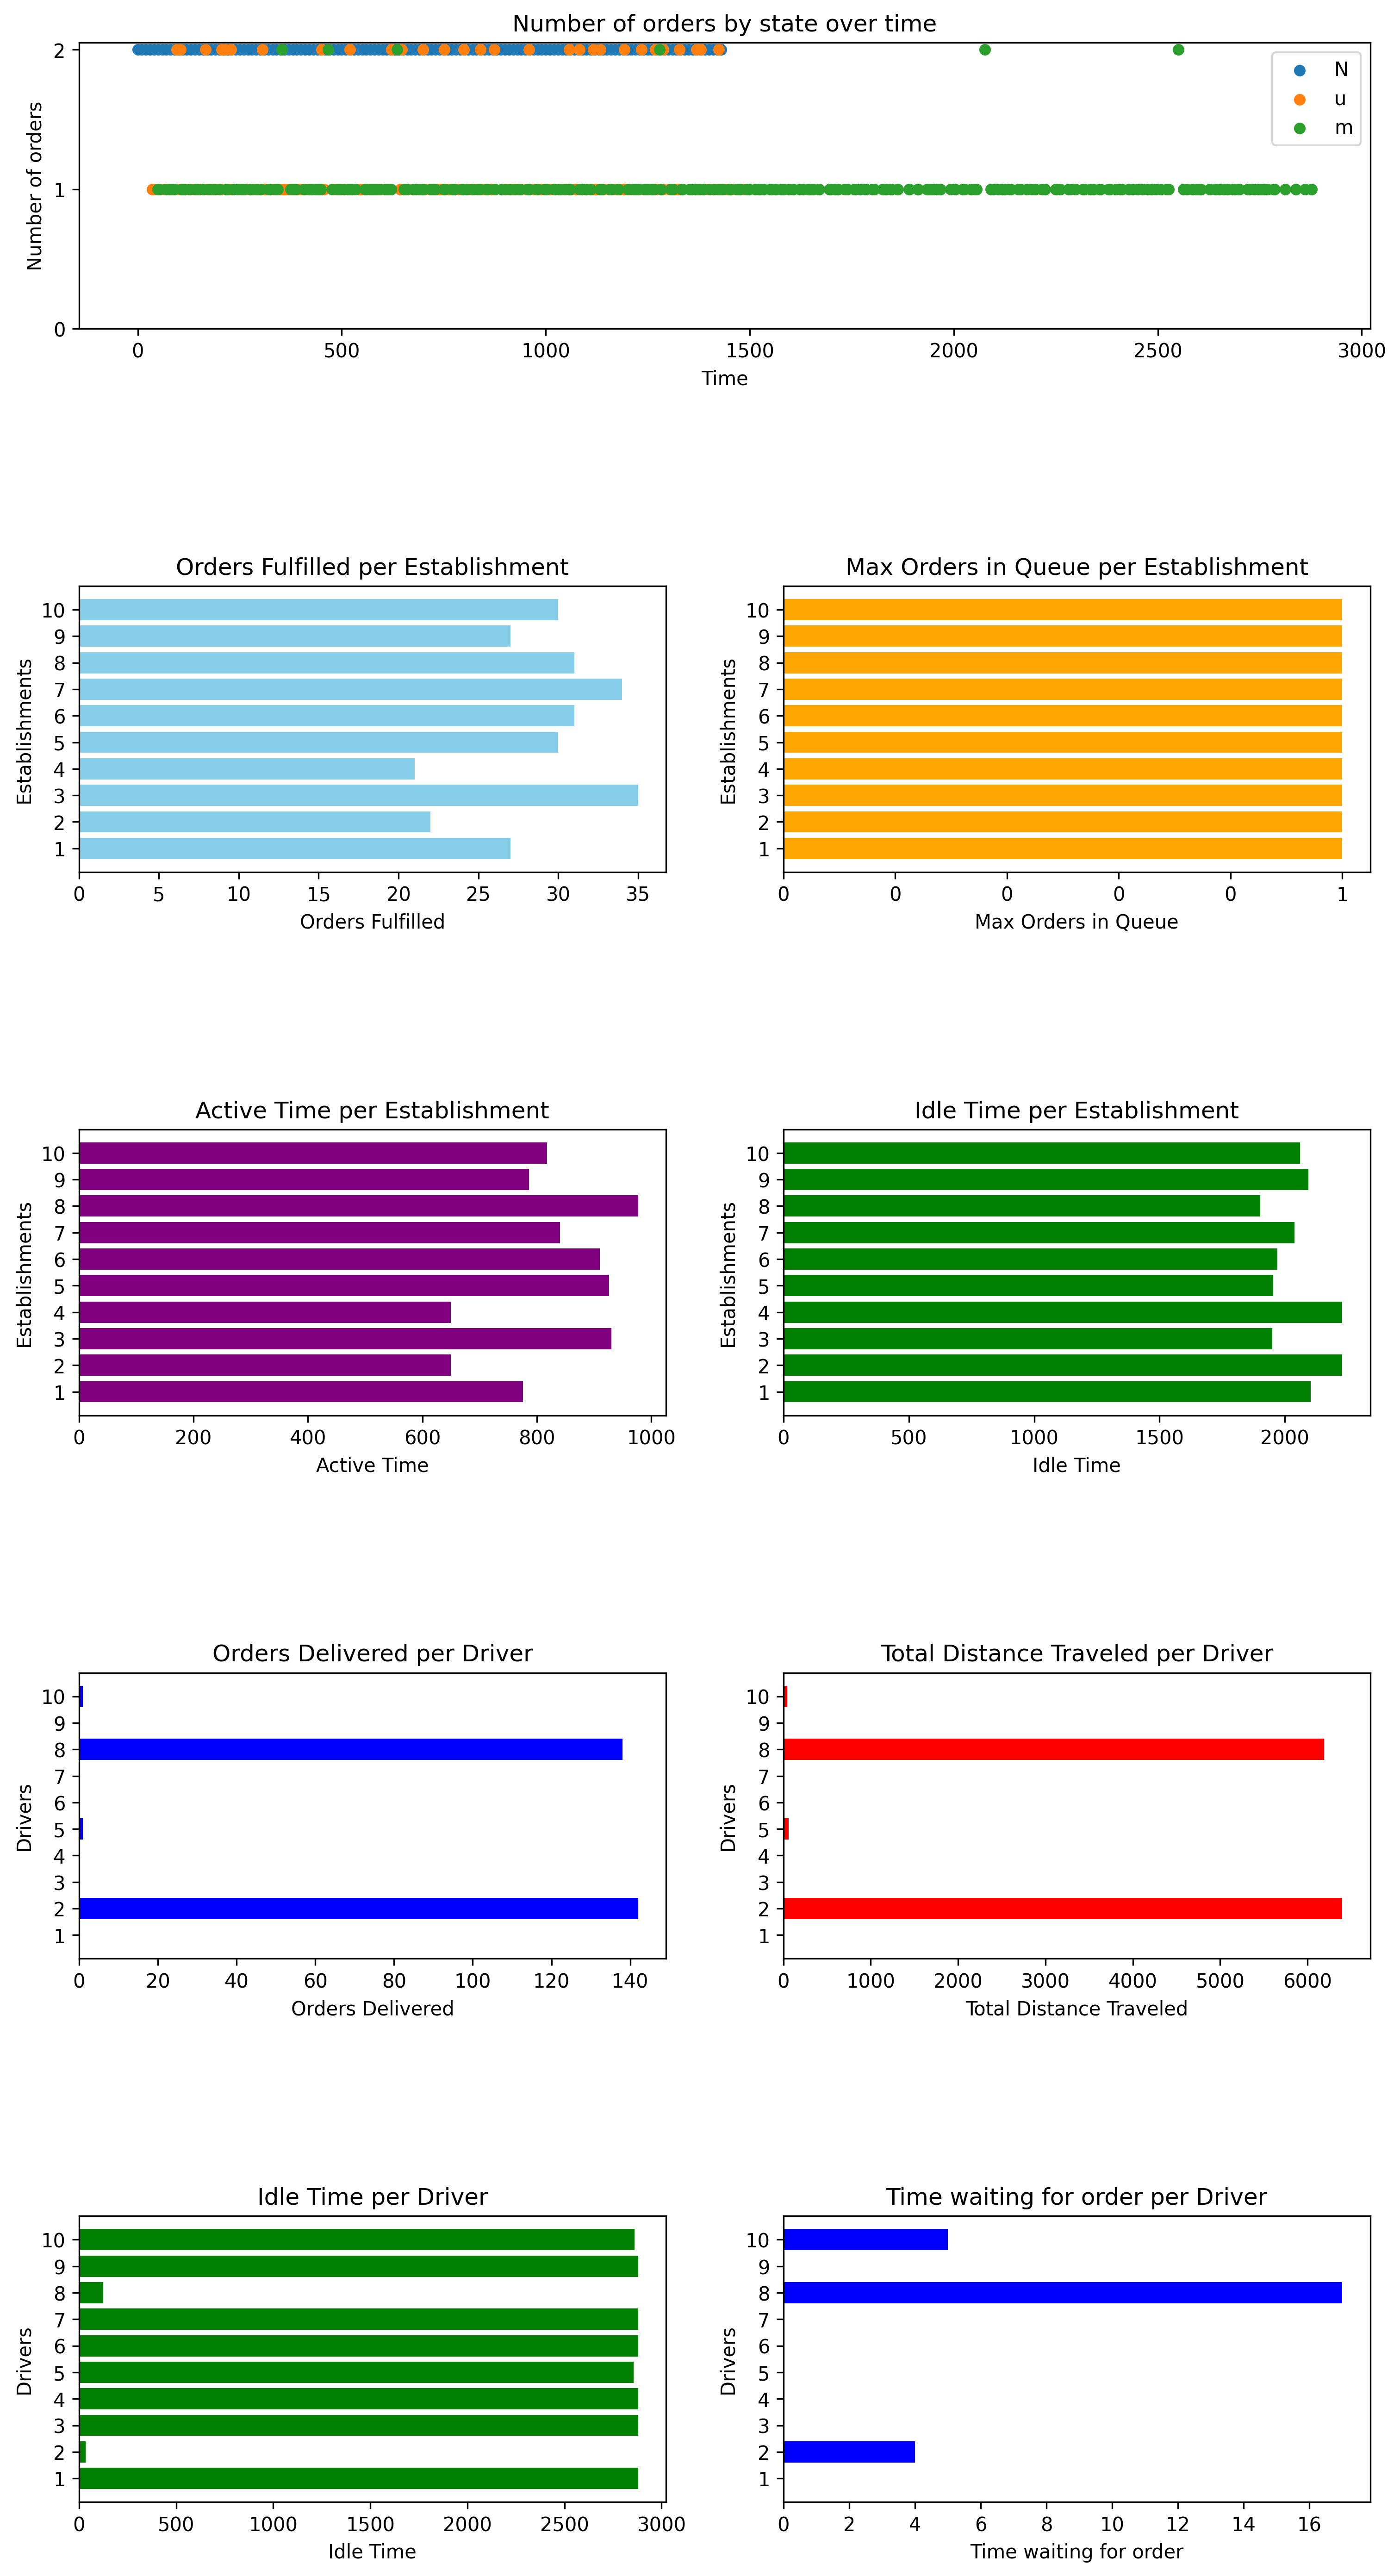 Number of orders by state over time
2
1
0
Number of orders
N
u
m
0 500 1000 1500 2000 2500 3000
Time
Orders Fulfilled per Establishment
10
9
8
7
6
5
4
3
2
1
Establishments
0 5 10 15 20 25 30 35
Orders Fulfilled
Max Orders in Queue per Establishment
10
9
8
7
6
5
4
3
2
1
Establishments
0 0 0 0 0 1
Max Orders in Queue
Active Time per Establishment
10
9
8
7
6
5
4
3
2
1
Establishments
0 200 400 600 800 1000
Active Time
Idle Time per Establishment
10
9
8
7
6
5
4
3
2
1
Establishments
0 500 1000 1500 2000
Idle Time
Orders Delivered per Driver
10
9
8
7
6
5
4
3
2
1
Drivers
0 20 40 60 80 100 120 140
Orders Delivered
Total Distance Traveled per Driver
10
9
8
7
6
5
4
3
2
1
Drivers
0 1000 2000 3000 4000 5000 6000
Total Distance Traveled
Idle Time per Driver
10
9
8
7
6
5
4
3
2
1
Drivers
0 500 1000 1500 2000 2500 3000
Idle Time
Time waiting for order per Driver
10
9
8
7
6
5
4
3
2
1
Drivers
0 2 4 6 8 10 12 14 16
Time waiting for order